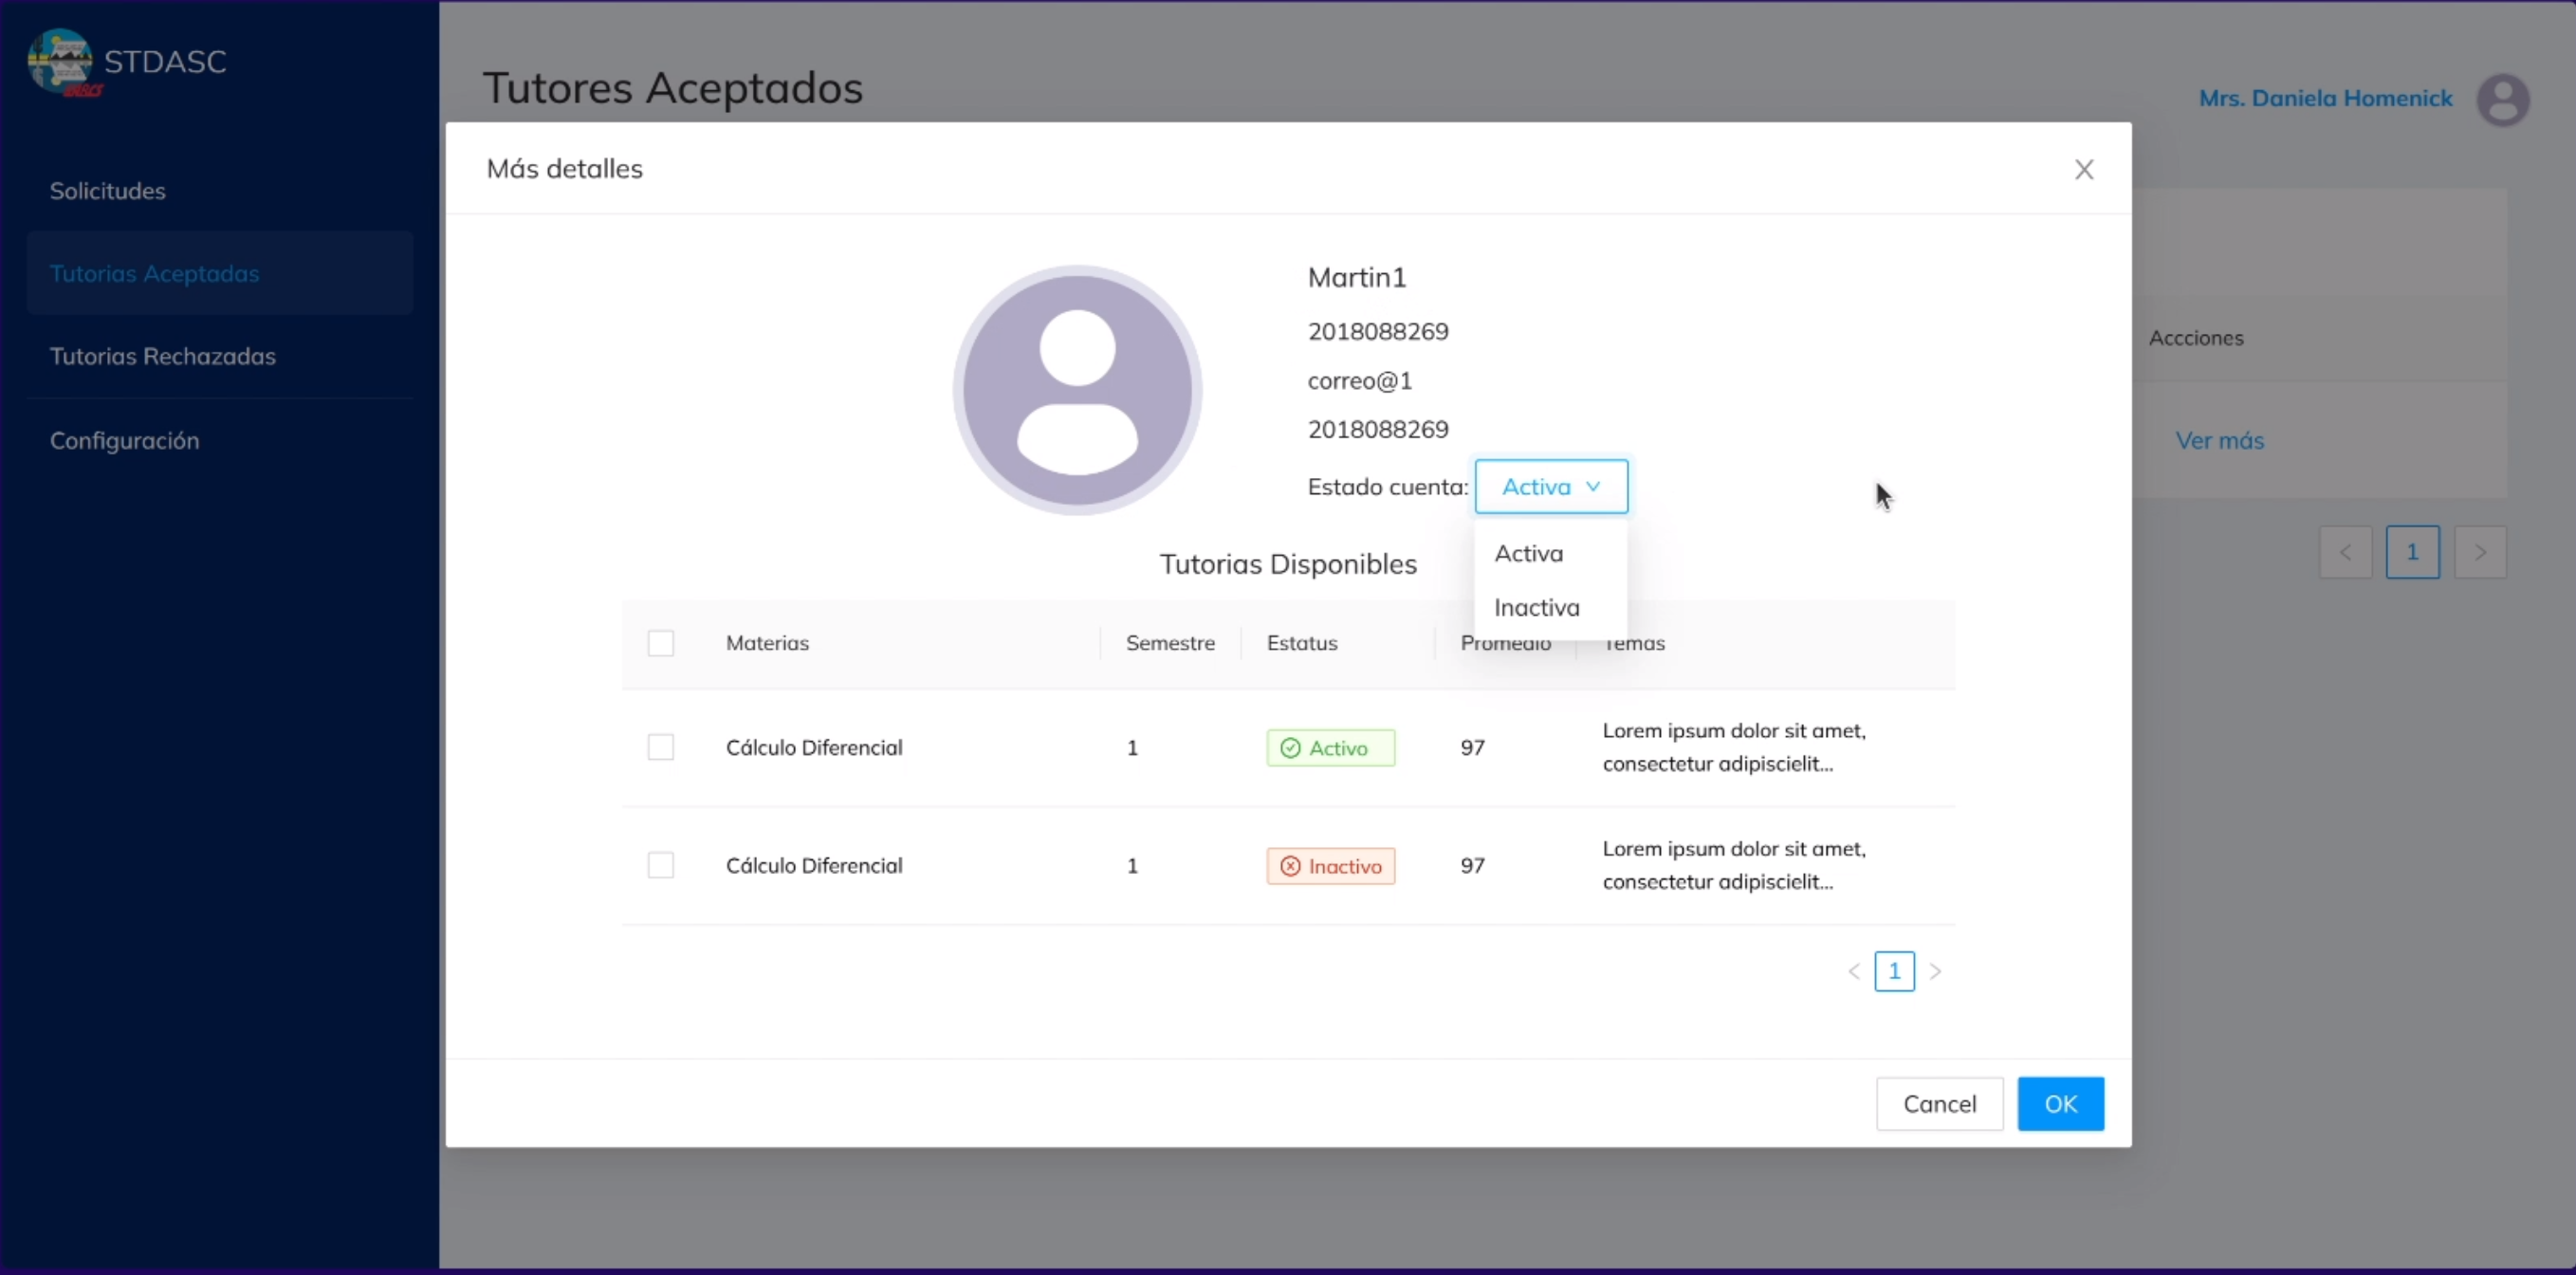 STDASC
Solicitudes
Tutorias Aceptadas
Tutorias Rechazadas
Configuración
Tutores Aceptados
Mrs. Daniela Homenick
Accciones
Ver más
< 1 >
Más detalles
Martin1
2018088269
correo@1
2018088269
Estado cuenta: Activa
Activa
Inactiva
Tutorias Disponibles
Materias Semestre Estatus Promedio Temas
Cálculo Diferencial 1 Activo 97 Lorem ipsum dolor sit amet,
consectetur adipiscielit...
Cálculo Diferencial 1 Inactivo 97 Lorem ipsum dolor sit amet,
consectetur adipiscielit...
< 1 >
Cancel OK